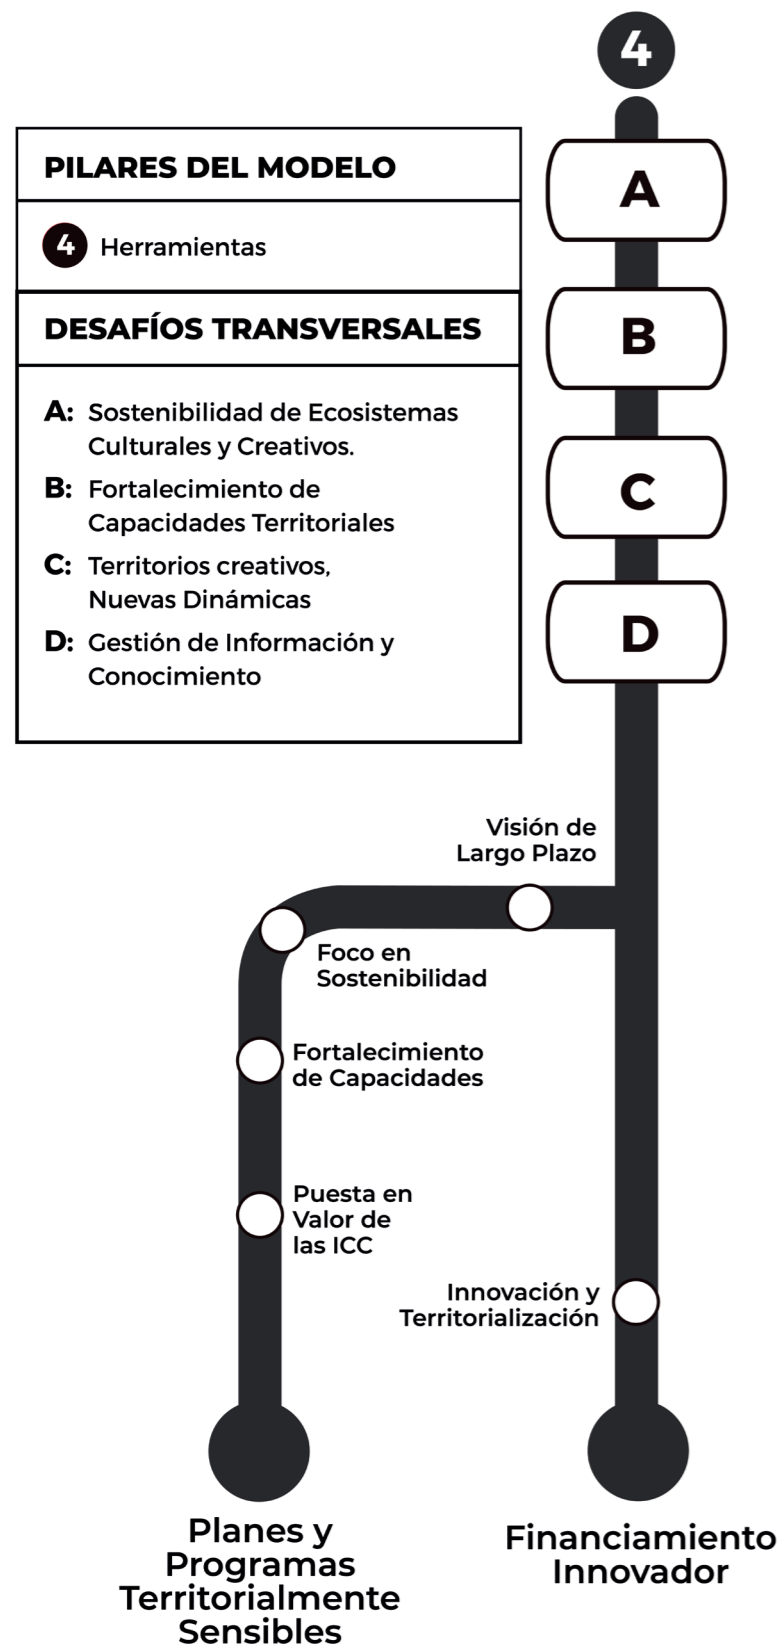 4
PILARES DEL MODELO
4 Herramientas
DESAFÍOS TRANSVERSALES
A: Sostenibilidad de Ecosistemas
Culturales y Creativos.
B: Fortalecimiento de
Capacidades Territoriales
C: Territorios creativos,
Nuevas Dinámicas
D: Gestión de Información y
Conocimiento
A
B
C
D
Visión de
Largo Plazo
Foco en
Sostenibilidad
Fortalecimiento
de Capacidades
Puesta en
Valor de
las ICC
Innovación y
Territorialización
Planes y
Programas
Territorialmente
Sensibles
Financiamiento
Innovador